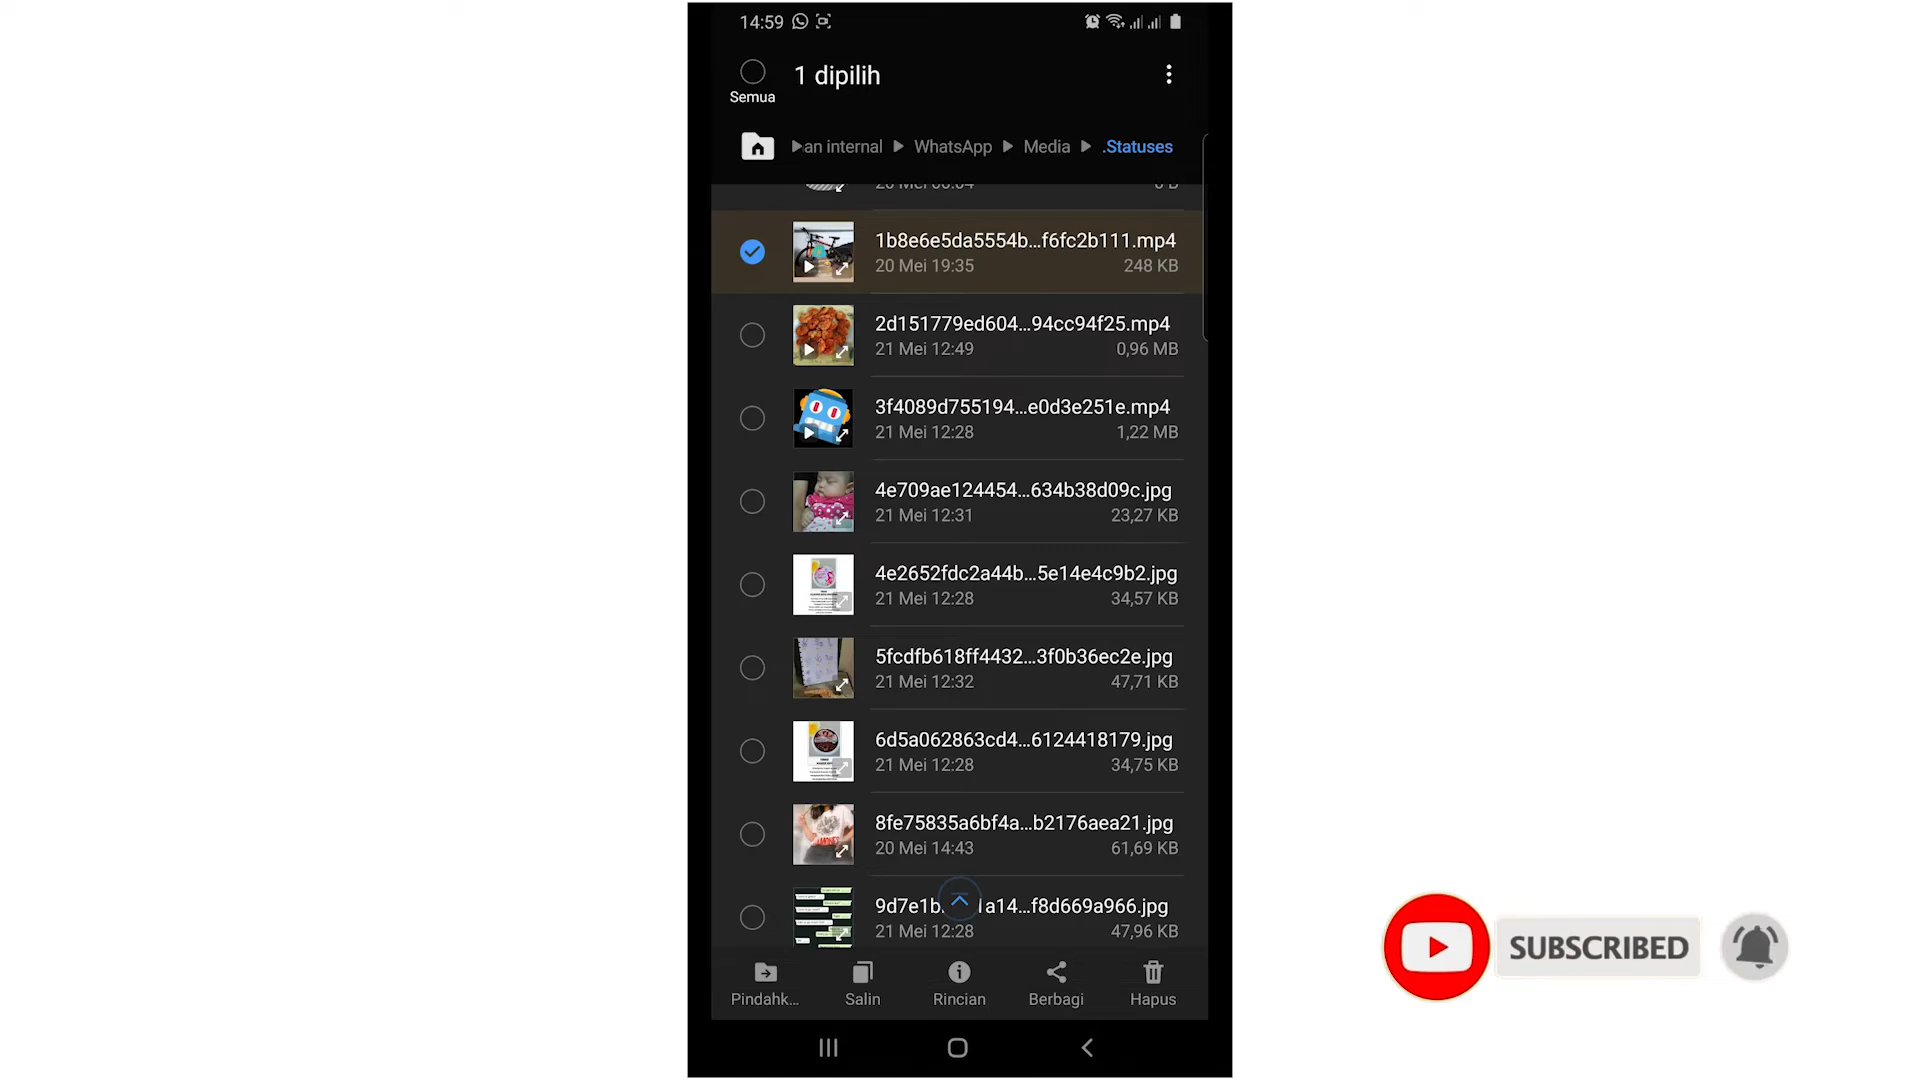 14:59
1 dipilih
Semua
an internal WhatsApp Media .Statuses
1b8e6e5da5554b...f6fc2b111.mp4
20 Mei 19:35 248 KB
2d151779ed604...94cc94f25.mp4
21 Mei 12:49 0,96 MB
3f4089d755194...e0d3e251e.mp4
21 Mei 12:28 1,22 MB
4e709ae124454...634b38d09c.jpg
21 Mei 12:31 23,27 KB
4e2652fdc2a44b...5e14e4c9b2.jpg
21 Mei 12:28 34,57 KB
5fcdfb618ff4432...3f0b36ec2e.jpg
21 Mei 12:32 47,71 KB
6d5a062863cd4...6124418179.jpg
21 Mei 12:28 34,75 KB
8fe75835a6bf4a...b2176aea21.jpg
20 Mei 14:43 61,69 KB
21 Mei 12:28 47,96 KB
Pindahk... Salin Rincian Berbagi Hapus
SUBSCRIBED